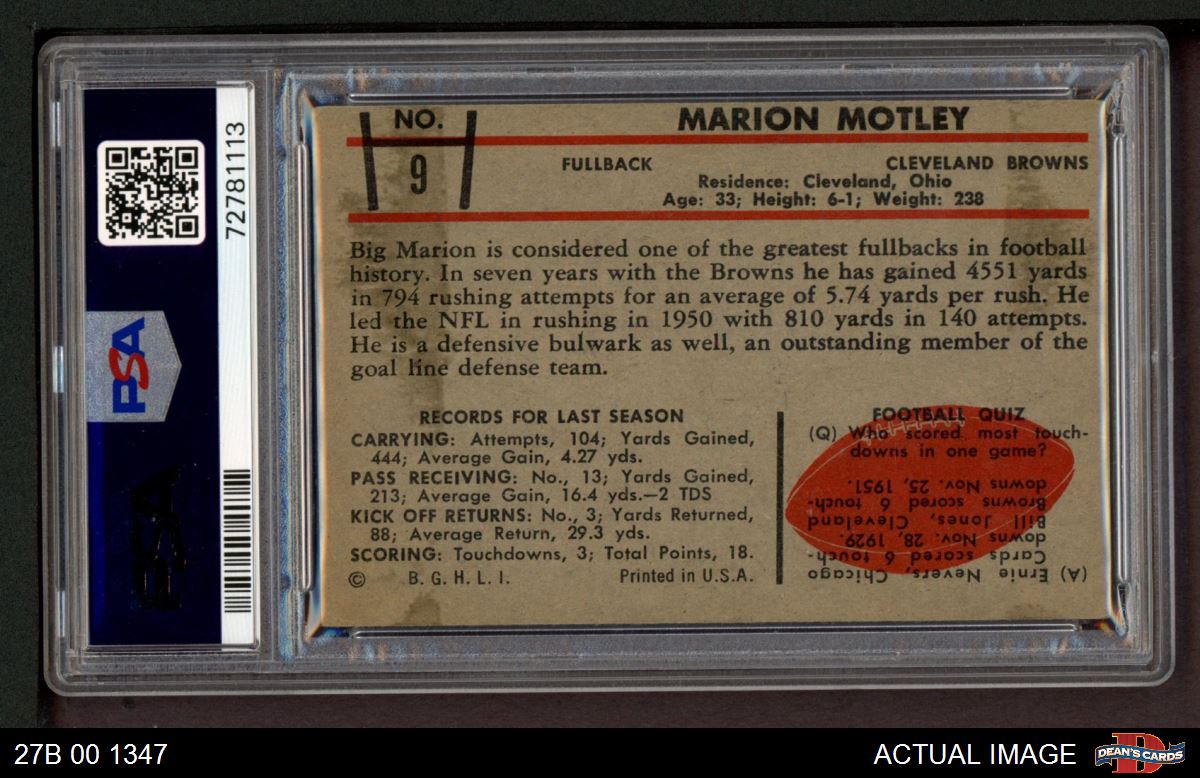 NO.
9
MARION MOTLEY
FULLBACK
CLEVELAND BROWNS
Residence: Cleveland, Ohio
Age: 33; Height: 6-1; Weight: 238
Big Marion is considered one of the greatest fullbacks in football
history. In seven years with the Browns he has gained 4551 yards
in 794 rushing attempts for an average of 5.74 yards per rush. He
led the NFL in rushing in 1950 with 810 yards in 140 attempts.
He is a defensive bulwark as well, an outstanding member of the
goal line defense team.
RECORDS FOR LAST SEASON
CARRYING: Attempts, 104; Yards Gained,
444; Average Gain, 4.27 yds.
PASS RECEIVING: No., 13; Yards Gained,
213; Average Gain, 16.4 yds.—2 TDS
KICK OFF RETURNS: No., 3; Yards Returned,
88; Average Return, 29.3 yds.
SCORING: Touchdowns, 3; Total Points, 18.
© B. G. H. L. I. Printed in U.S.A.
FOOTBALL QUIZ
(Q) Who scored most touch-
downs in one game?
(A) Ernie Nevers, Chicago
Cards scored 6 touch-
downs Nov. 28, 1929.
Bill Jones, Cleveland
Browns scored 6 touch-
downs Nov. 25, 1951.
72781113
PSA
PSA
27B 00 1347
ACTUAL IMAGE
DEAN'S CARDS